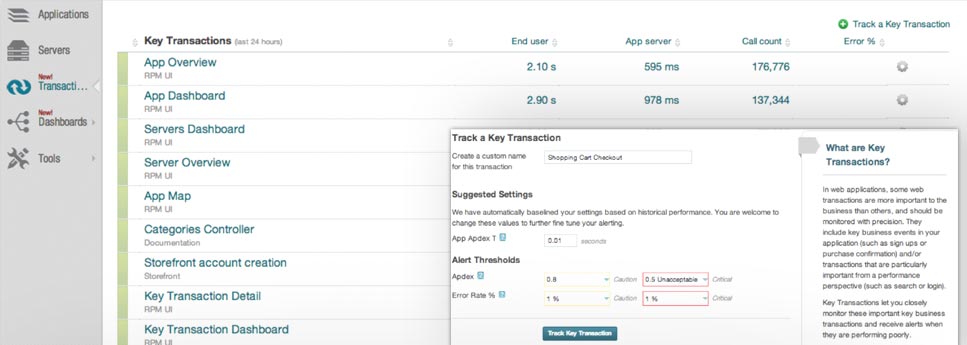 Applications
Servers
New!
Transacti...
New!
Dashboards
Tools
Track a Key Transaction
Key Transactions (last 24 hours) End user App server Call count Error %
App Overview 2.10 s 595 ms 176,776
RPM UI
App Dashboard 2.90 s 978 ms 137,344
RPM UI
Servers Dashboard
RPM UI
Server Overview
RPM UI
App Map
RPM UI
Categories Controller
Documentation
Storefront account creation
Storefront
Key Transaction Detail
RPM UI
Key Transaction Dashboard
RPM UI
Track a Key Transaction
Create a custom name
for this transaction
Shopping Cart Checkout
Suggested Settings
We have automatically baselined your settings based on historical performance. You are welcome to
change these values to further fine tune your alerting.
App Apdex T ? 0.01 seconds
Alert Thresholds
Apdex ? 0.8 Caution 0.5 Unacceptable Critical
Error Rate % ? 1 % Caution 1 % Critical
Track Key Transaction
What are Key
Transactions?
In web applications, some web
transactions are more important to the
business than others, and should be
monitored with precision. They
include key business events in your
application (such as sign ups or
purchase confirmation) and/or
transactions that are particularly
important from a performance
perspective (such as search or login).
Key Transactions let you closely
monitor these important key business
transactions and receive alerts when
they are performing poorly.